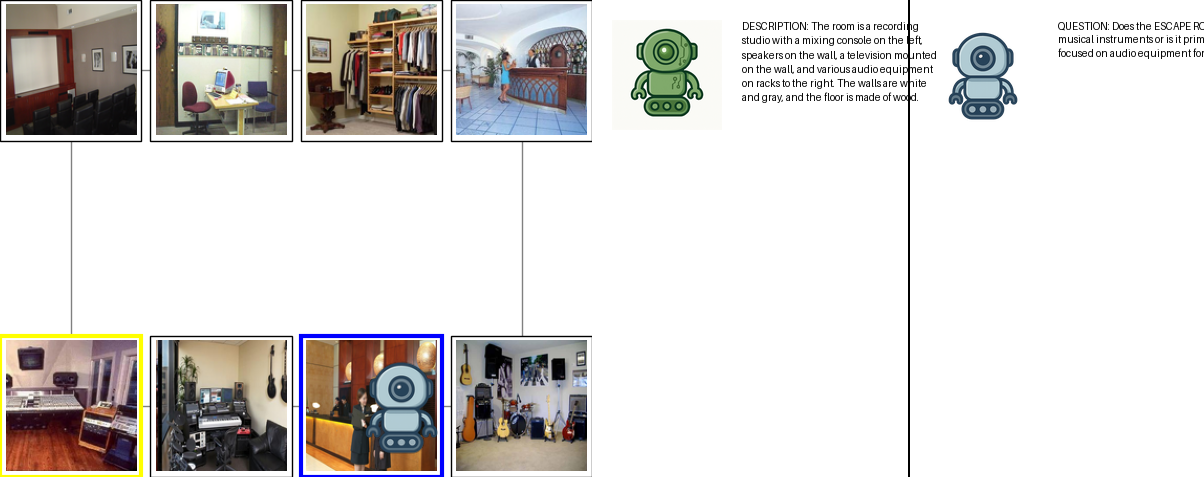 DESCRIPTION: The room is a recording
studio with a mixing console on the left,
speakers on the wall, a television mounted
on the wall, and various audio equipment
on racks to the right. The walls are white
and gray, and the floor is made of wood.
QUESTION: Does the ESCAPE RO
musical instruments or is it prim
focused on audio equipment for